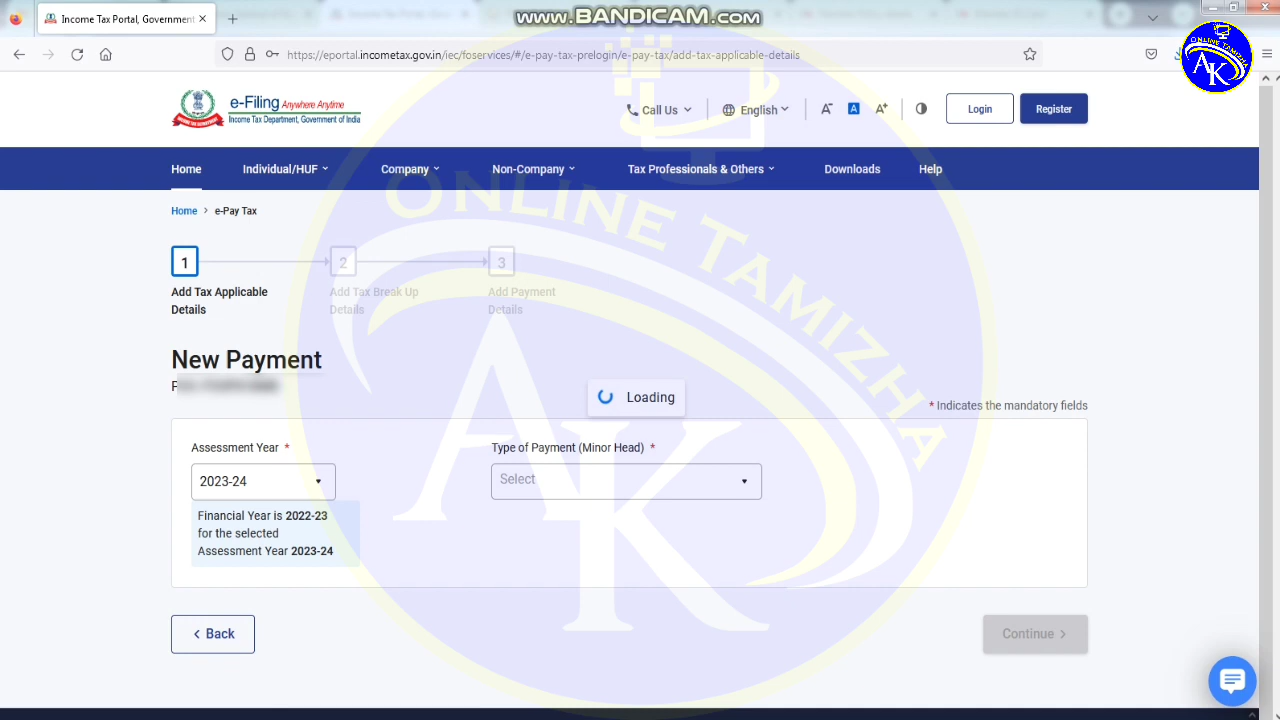 www.BANDICAM.com
Income Tax Portal, Government
https://eportal.incometax.gov.in/iec/foservices/#/e-pay-tax-prelogin/e-pay-tax/add-tax-applicable-details
ONLINE TAMIZHA
AK
e-Filing Anywhere Anytime
Income Tax Department, Government of India
Call Us
English
A-
A
A+
Login
Register
Home
Individual/HUF
Company
Non-Company
Tax Professionals & Others
Downloads
Help
Home > e-Pay Tax
1
2
3
Add Tax Applicable
Details
Add Tax Break Up
Details
Add Payment
Details
New Payment
Loading
* Indicates the mandatory fields
Assessment Year *
Type of Payment (Minor Head) *
2023-24
Select
Financial Year is 2022-23
for the selected
Assessment Year 2023-24
< Back
Continue >
ONLINE TAMIZHA
AK